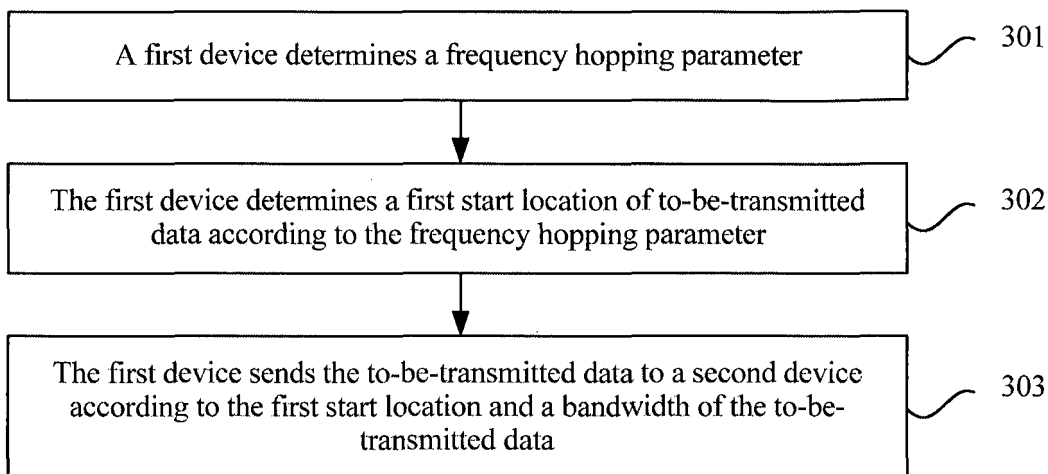 A first device determines a frequency hopping parameter
301
The first device determines a first start location of to-be-transmitted
data according to the frequency hopping parameter
302
The first device sends the to-be-transmitted data to a second device
according to the first start location and a bandwidth of the to-be-
transmitted data
303